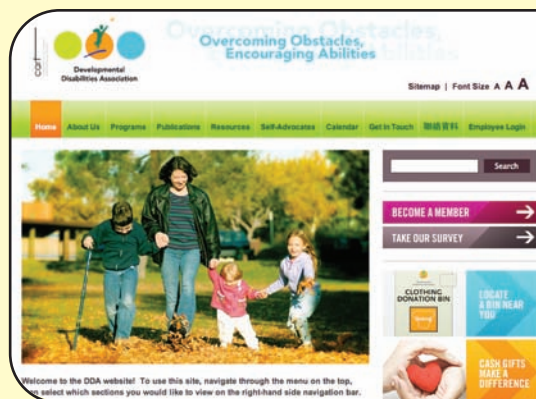 carf
Developmental
Disabilities Association
Overcoming Obstacles,
Encouraging Abilities
Sitemap | Font Size A A A
Home About Us Programs Publications Resources Self-Advocates Calendar Get In Touch 聯絡資料 Employee Login
Search
BECOME A MEMBER
TAKE OUR SURVEY
CLOTHING
DONATION BIN
LOCATE
A BIN NEAR
YOU
CASH GIFTS
MAKE A
DIFFERENCE
Welcome to the DDA website! To use this site, navigate through the menu on the top,
select which sections you would like to view on the right-hand side navigation bar.